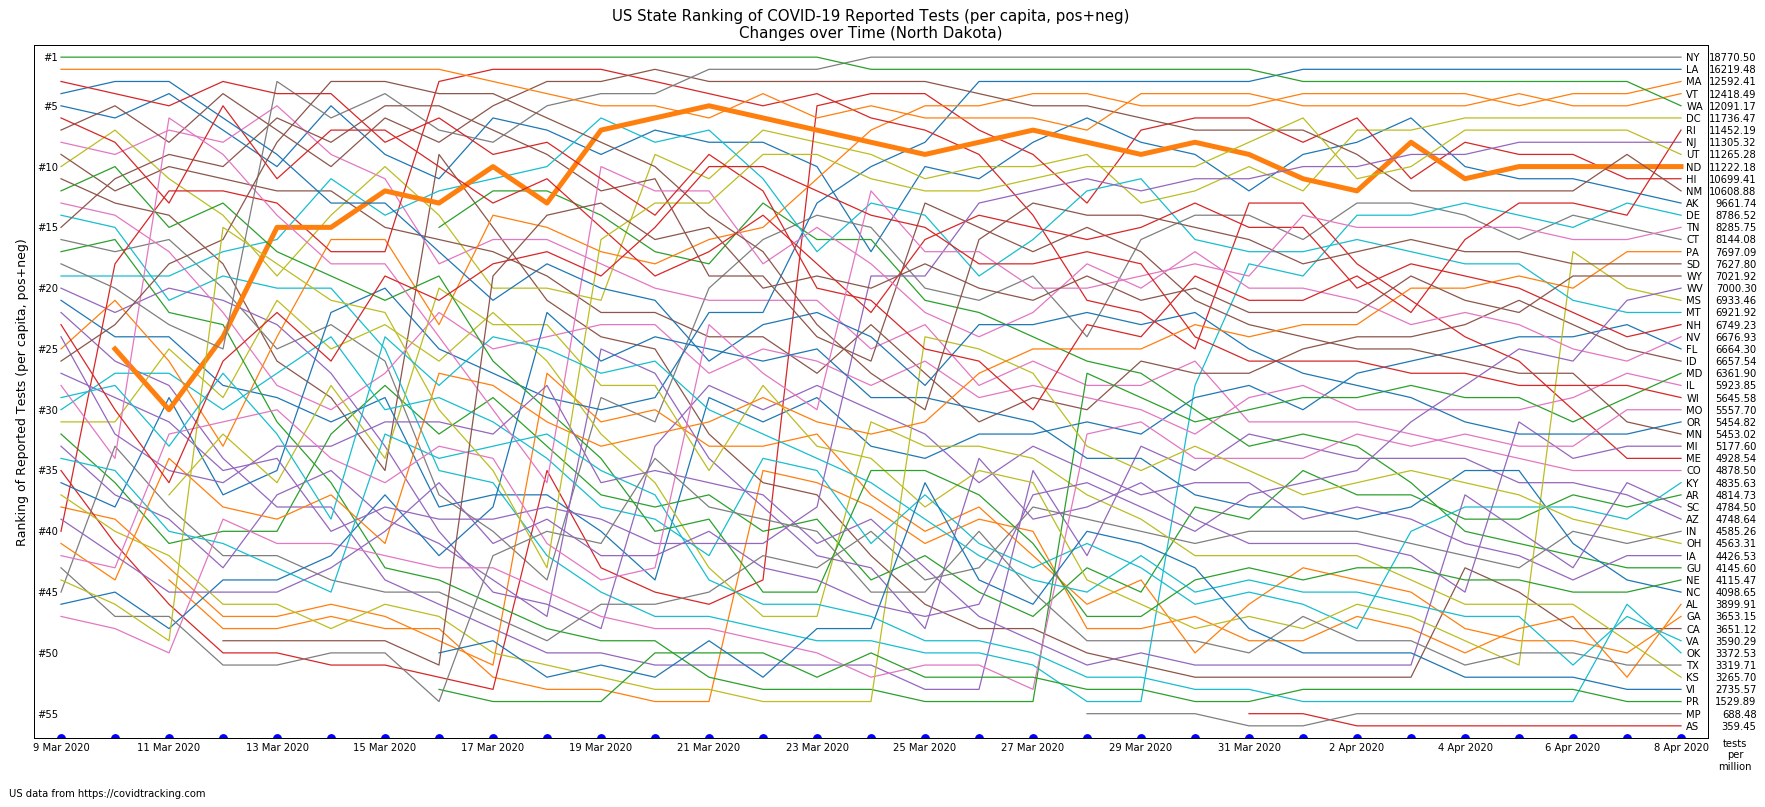 US State Ranking of COVID-19 Reported Tests (per capita, pos+neg)
Changes over Time (North Dakota)
Ranking of Reported Tests (per capita, pos+neg)
#1
#5
#10
#15
#20
#25
#30
#35
#40
#45
#50
#55
NY 18770.50
LA 16219.48
MA 12592.41
VT 12418.49
WA 12091.17
DC 11736.47
RI 11452.19
NJ 11305.32
UT 11265.28
ND 11222.18
HI 10699.41
NM 10608.88
AK 9661.74
DE 8786.52
TN 8285.75
CT 8144.08
PA 7697.09
SD 7627.80
WY 7021.92
WV 7000.30
MS 6933.46
MT 6921.92
NH 6749.23
NV 6676.93
FL 6664.30
ID 6657.54
MD 6361.90
IL 5923.85
WI 5645.58
MO 5557.70
OR 5454.82
MN 5453.02
MI 5177.60
ME 4928.54
CO 4878.50
KY 4835.63
AR 4814.73
SC 4784.50
AZ 4748.64
IN 4585.26
OH 4563.31
IA 4426.53
GU 4145.60
NE 4115.47
NC 4098.65
AL 3899.91
GA 3653.15
CA 3651.12
VA 3590.29
OK 3372.53
TX 3319.71
KS 3265.70
VI 2735.57
PR 1529.89
MP 688.48
AS 359.45
9 Mar 2020 11 Mar 2020 13 Mar 2020 15 Mar 2020 17 Mar 2020 19 Mar 2020 21 Mar 2020 23 Mar 2020 25 Mar 2020 27 Mar 2020 29 Mar 2020 31 Mar 2020 2 Apr 2020 4 Apr 2020 6 Apr 2020 8 Apr 2020
tests
per
million
US data from https://covidtracking.com